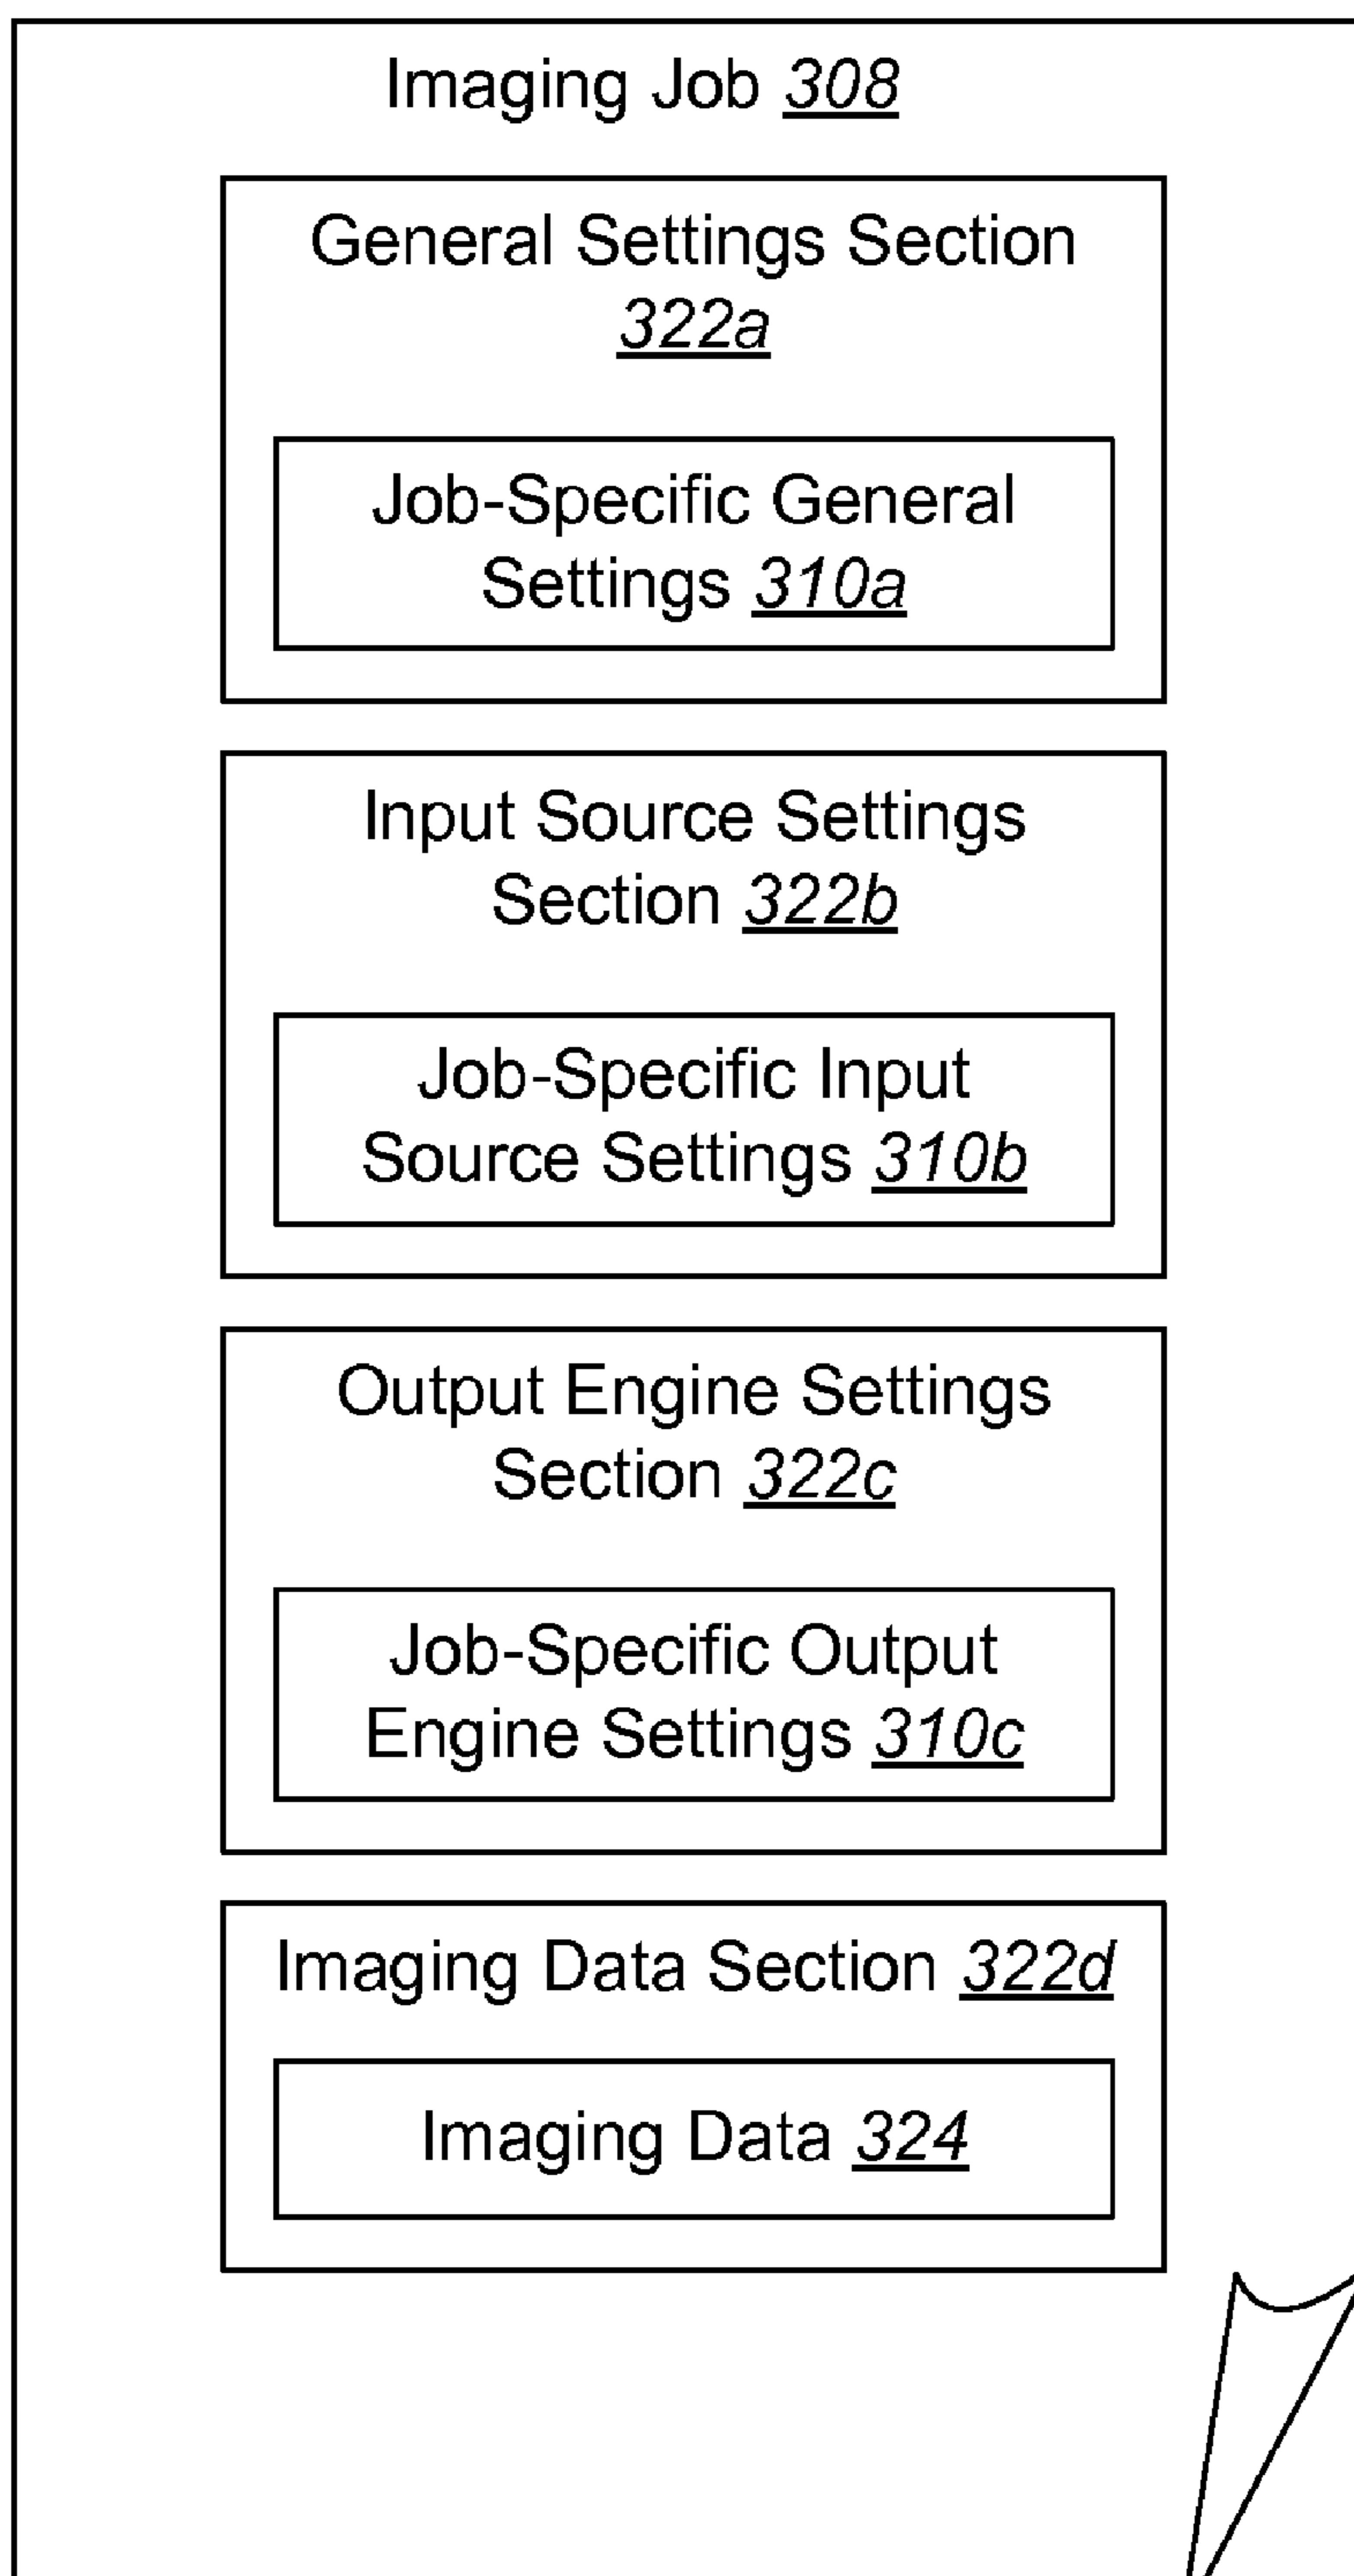 Imaging Job 308
General Settings Section
322a
Job-Specific General
Settings 310a
Input Source Settings
Section 322b
Job-Specific Input
Source Settings 310b
Output Engine Settings
Section 322c
Job-Specific Output
Engine Settings 310c
Imaging Data Section 322d
Imaging Data 324